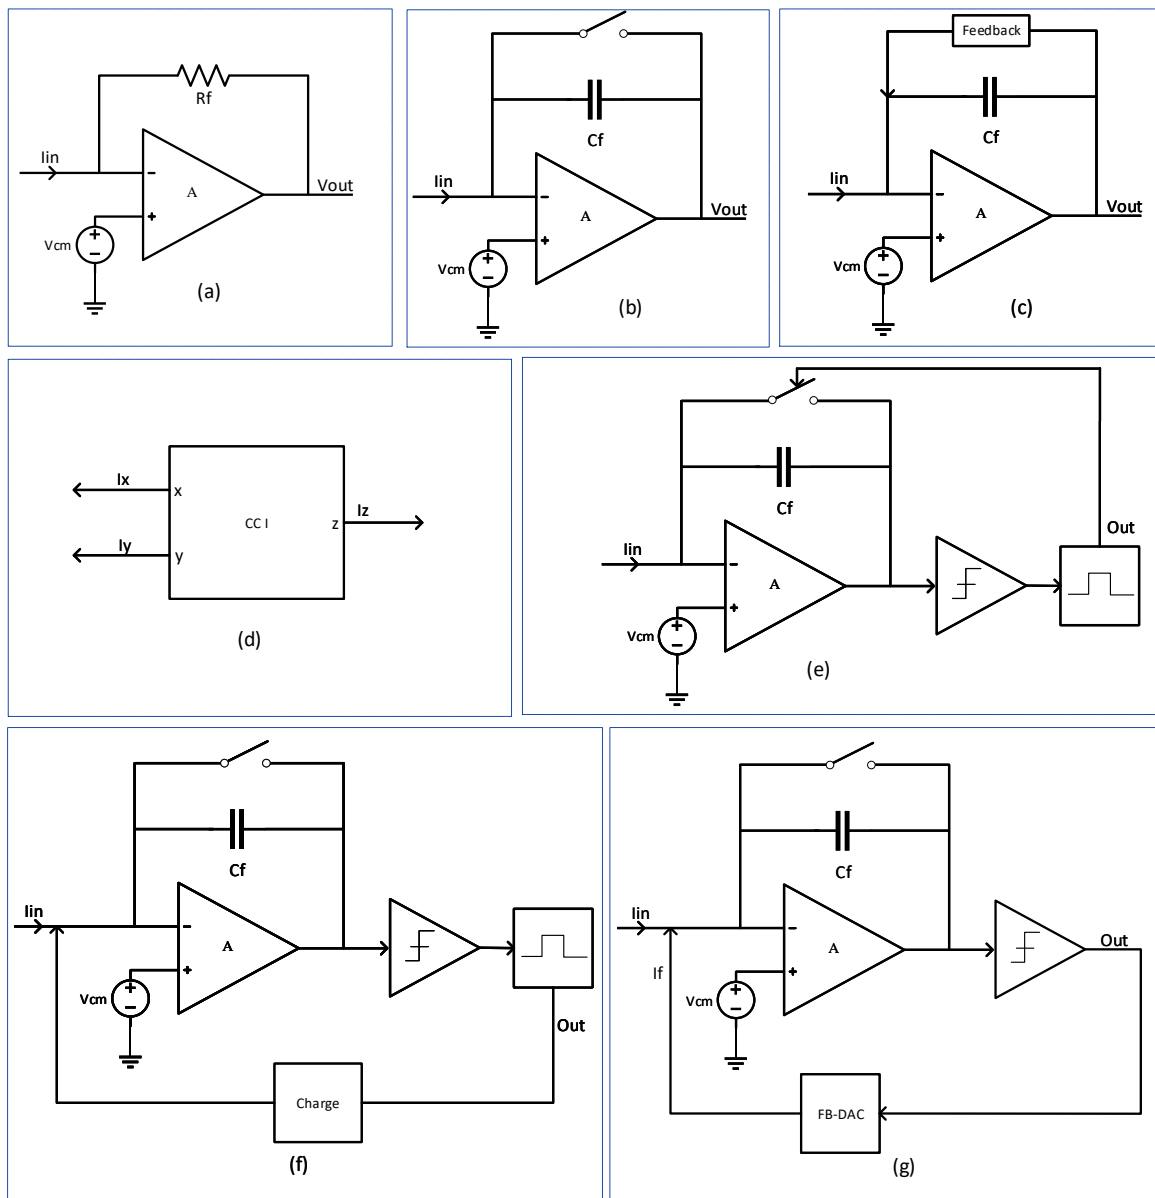 Rf
Iin
−
A
Vout
+
Vcm
+
−
(a)
Cf
Iin
−
A
Vout
+
Vcm
+
−
(b)
Feedback
Cf
Iin
−
A
Vout
+
Vcm
+
−
(c)
Ix
x
CC I
z
Iz
Iy
y
(d)
Cf
Out
Iin
−
A
+
Vcm
+
−
(e)
Cf
Iin
−
A
+
Vcm
+
−
Out
Charge
(f)
Cf
Iin
−
A
Out
+
If
Vcm
+
−
FB-DAC
(g)